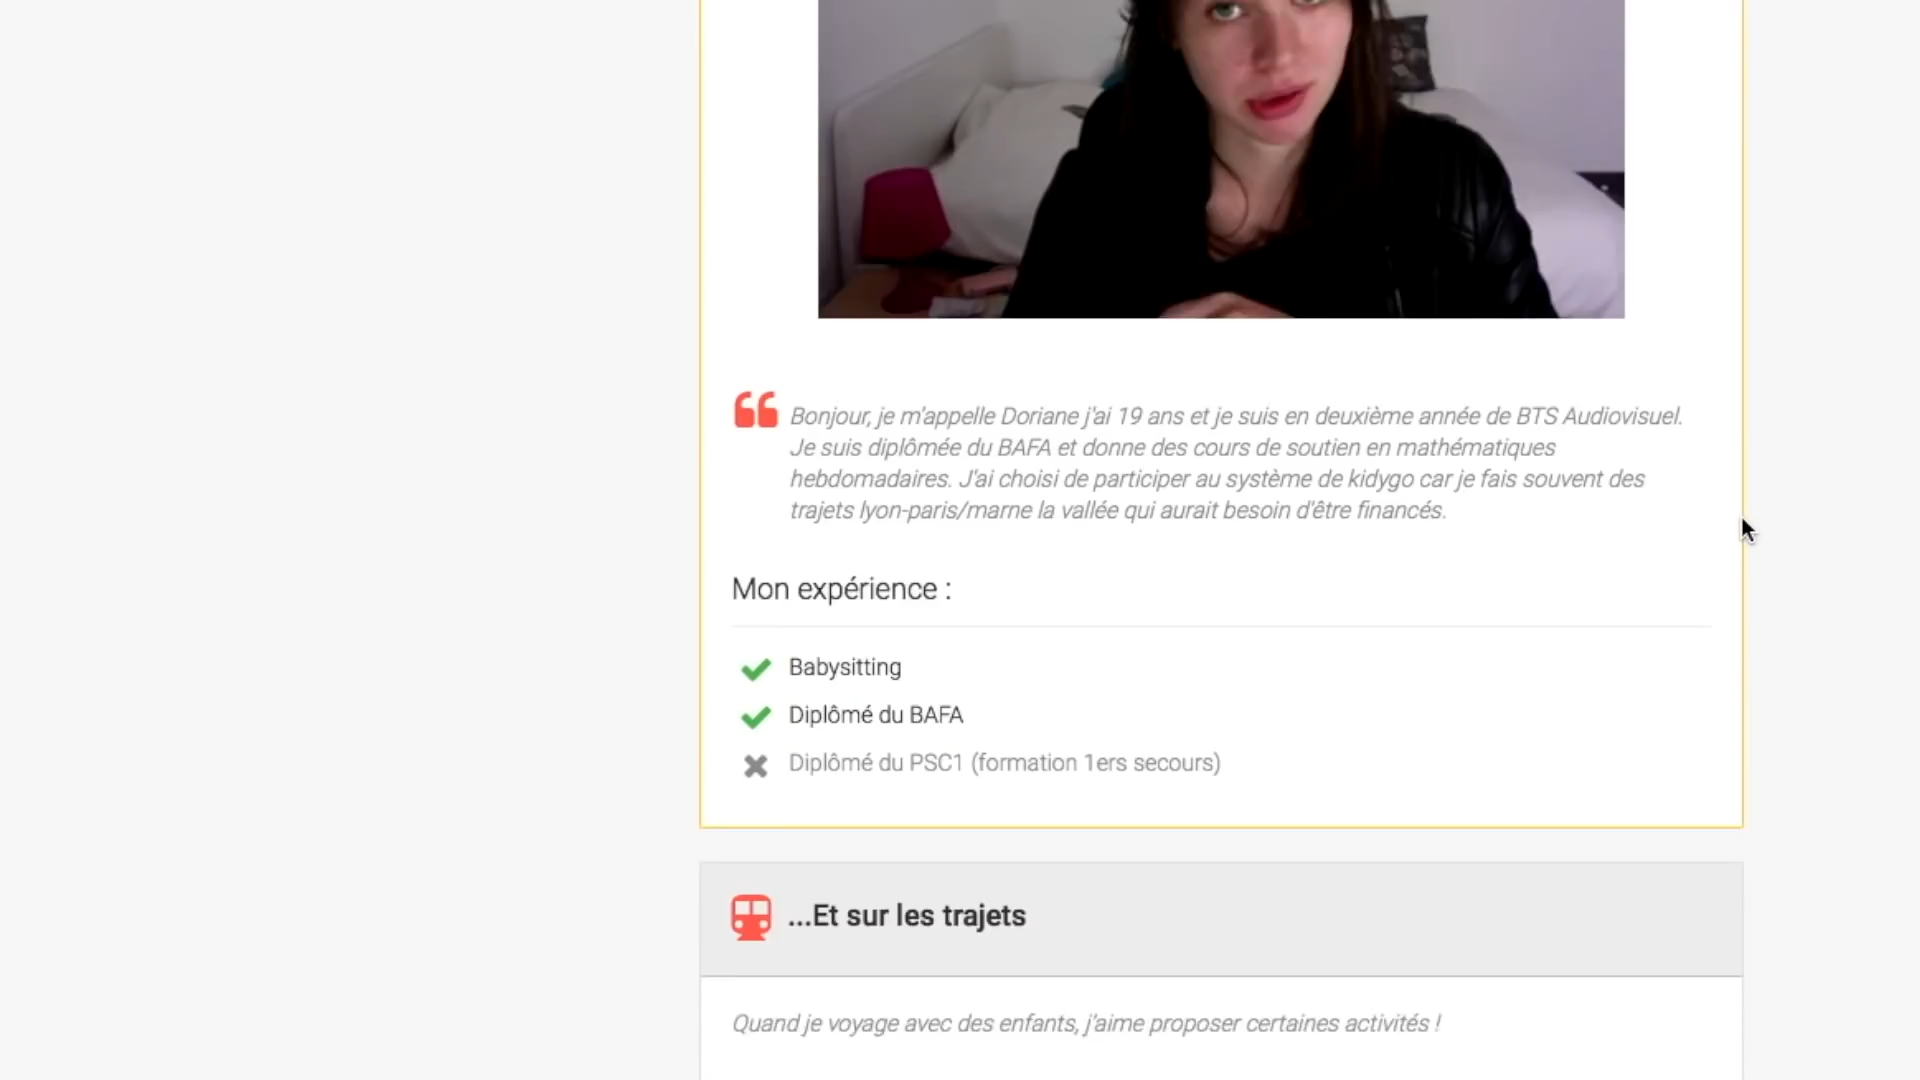 Bonjour, je m'appelle Doriane j'ai 19 ans et je suis en deuxième année de BTS Audiovisuel.
Je suis diplômée du BAFA et donne des cours de soutien en mathématiques
hebdomadaires. J'ai choisi de participer au système de kidygo car je fais souvent des
trajets lyon-paris/marne la vallée qui aurait besoin d'être financés.
Mon expérience :
Babysitting
Diplômé du BAFA
Diplômé du PSC1 (formation 1ers secours)
...Et sur les trajets
Quand je voyage avec des enfants, j'aime proposer certaines activités !